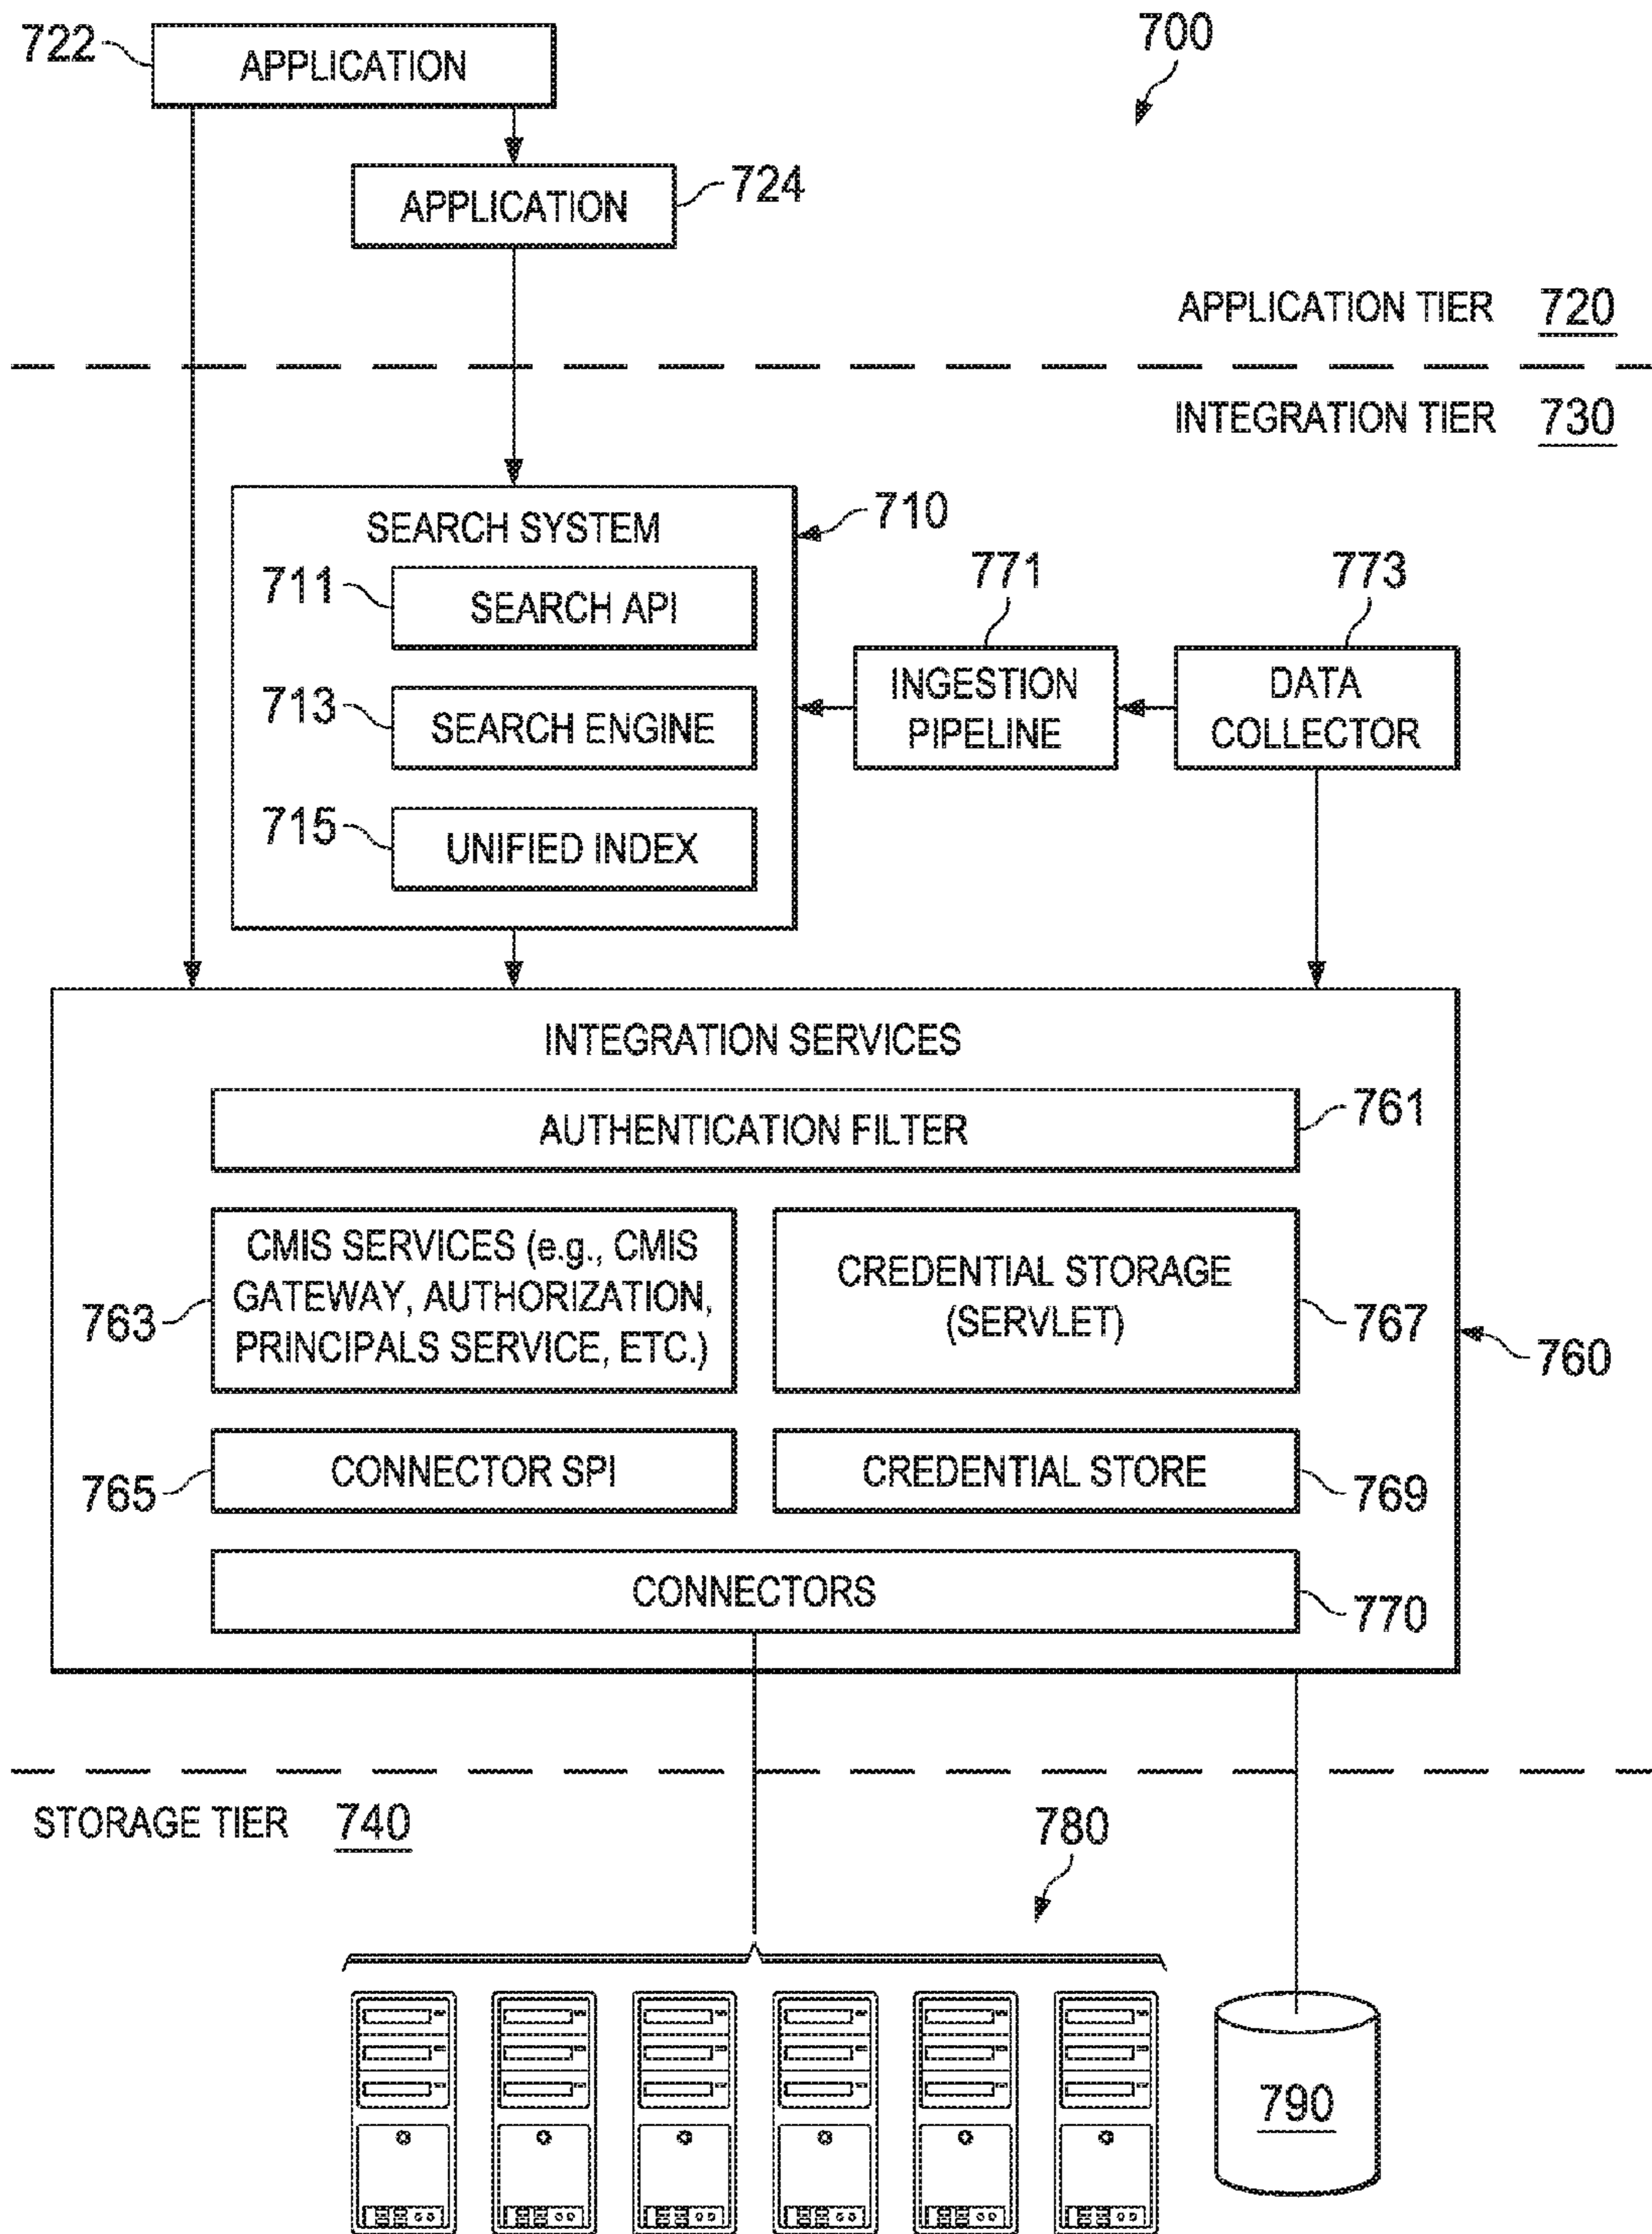 722
APPLICATION
700
APPLICATION
724
APPLICATION TIER 720
INTEGRATION TIER 730
SEARCH SYSTEM
710
711
SEARCH API
771
773
713
SEARCH ENGINE
INGESTION
PIPELINE
DATA
COLLECTOR
715
UNIFIED INDEX
INTEGRATION SERVICES
AUTHENTICATION FILTER
761
763
CMIS SERVICES (e.g., CMIS
GATEWAY, AUTHORIZATION,
PRINCIPALS SERVICE, ETC.)
CREDENTIAL STORAGE
(SERVLET)
767
760
765
CONNECTOR SPI
CREDENTIAL STORE
769
CONNECTORS
770
STORAGE TIER 740
780
790